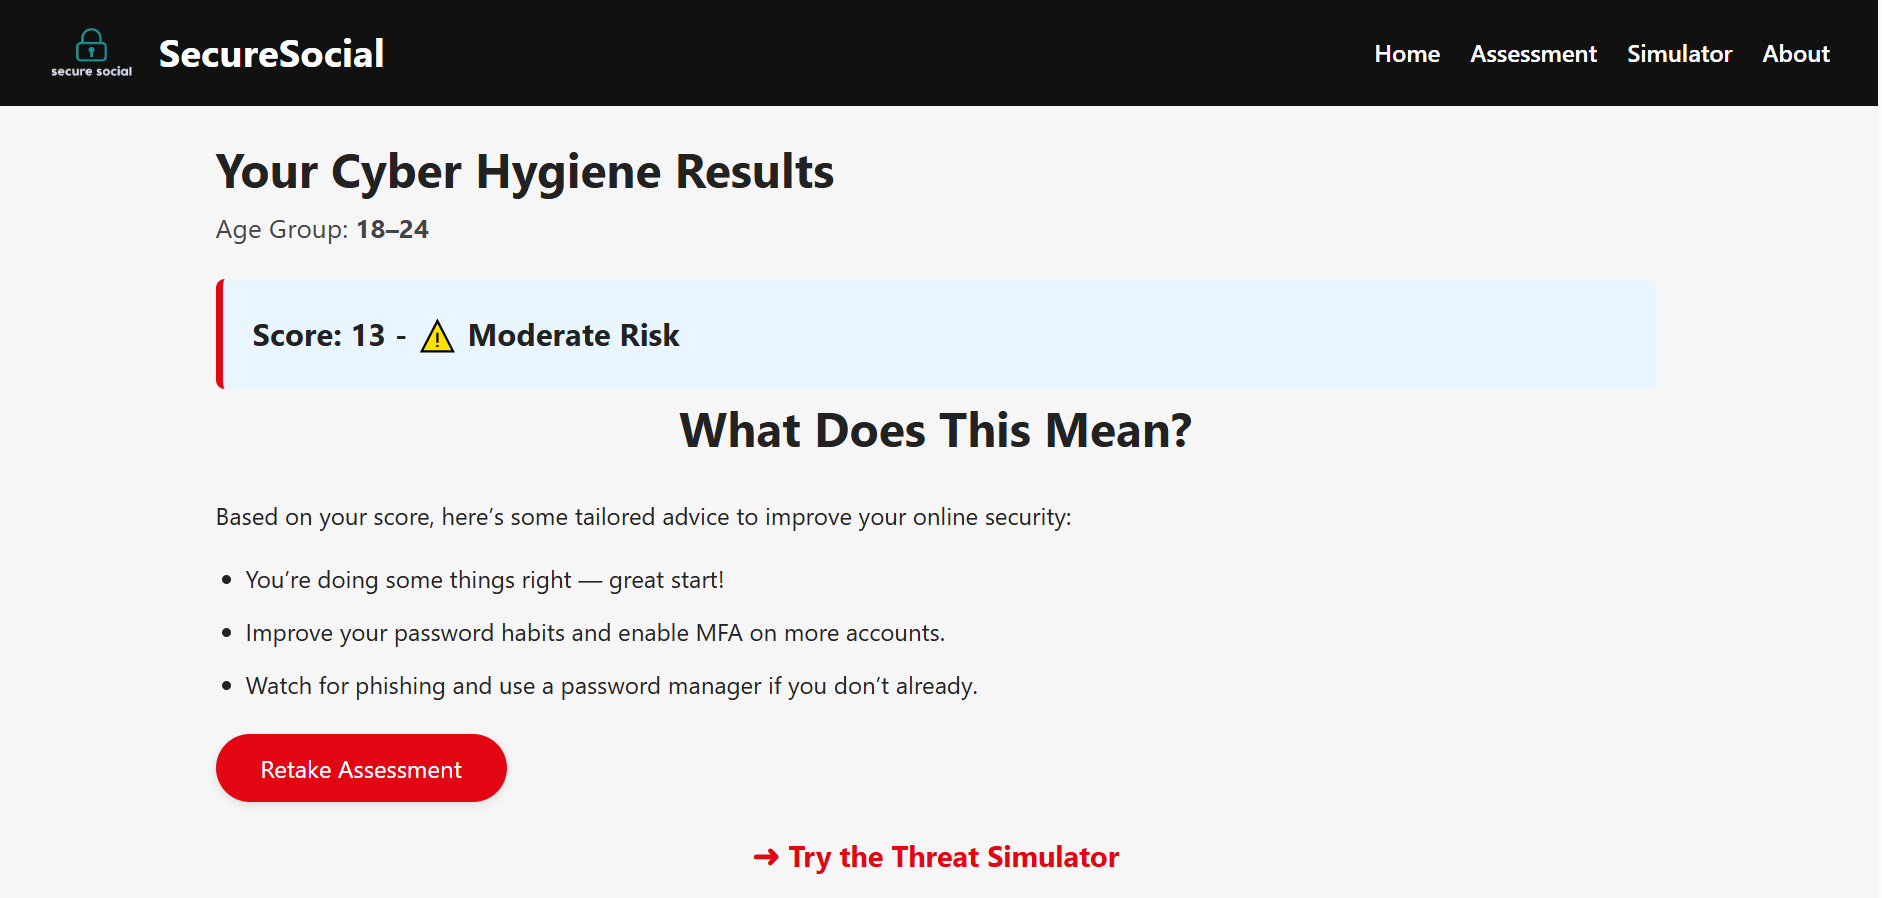 secure social
SecureSocial
Home Assessment Simulator About
Your Cyber Hygiene Results
Age Group: 18–24
Score: 13 - ⚠️ Moderate Risk
What Does This Mean?
Based on your score, here’s some tailored advice to improve your online security:
• You’re doing some things right — great start!
• Improve your password habits and enable MFA on more accounts.
• Watch for phishing and use a password manager if you don’t already.
Retake Assessment
➜ Try the Threat Simulator